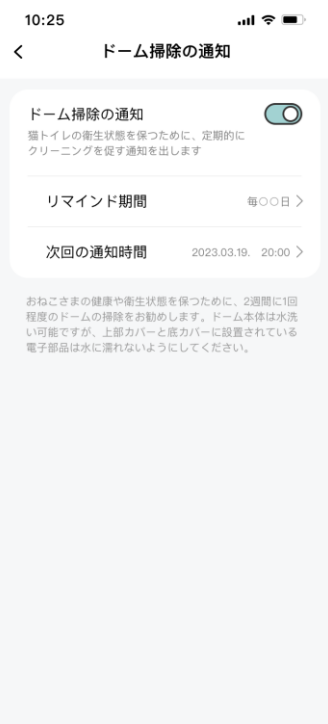 10:25
ドーム掃除の通知
ドーム掃除の通知
猫トイレの衛生状態を保つために、定期的に
クリーニングを促す通知を出します
リマインド期間
毎○○日
次回の通知時間
2023.03.19. 20:00
おねこさまの健康や衛生状態を保つために、2週間に1回
程度のドームの掃除をお勧めします。ドーム本体は水洗
い可能ですが、上部カバーと底カバーに設置されている
電子部品は水に濡れないようにしてください。